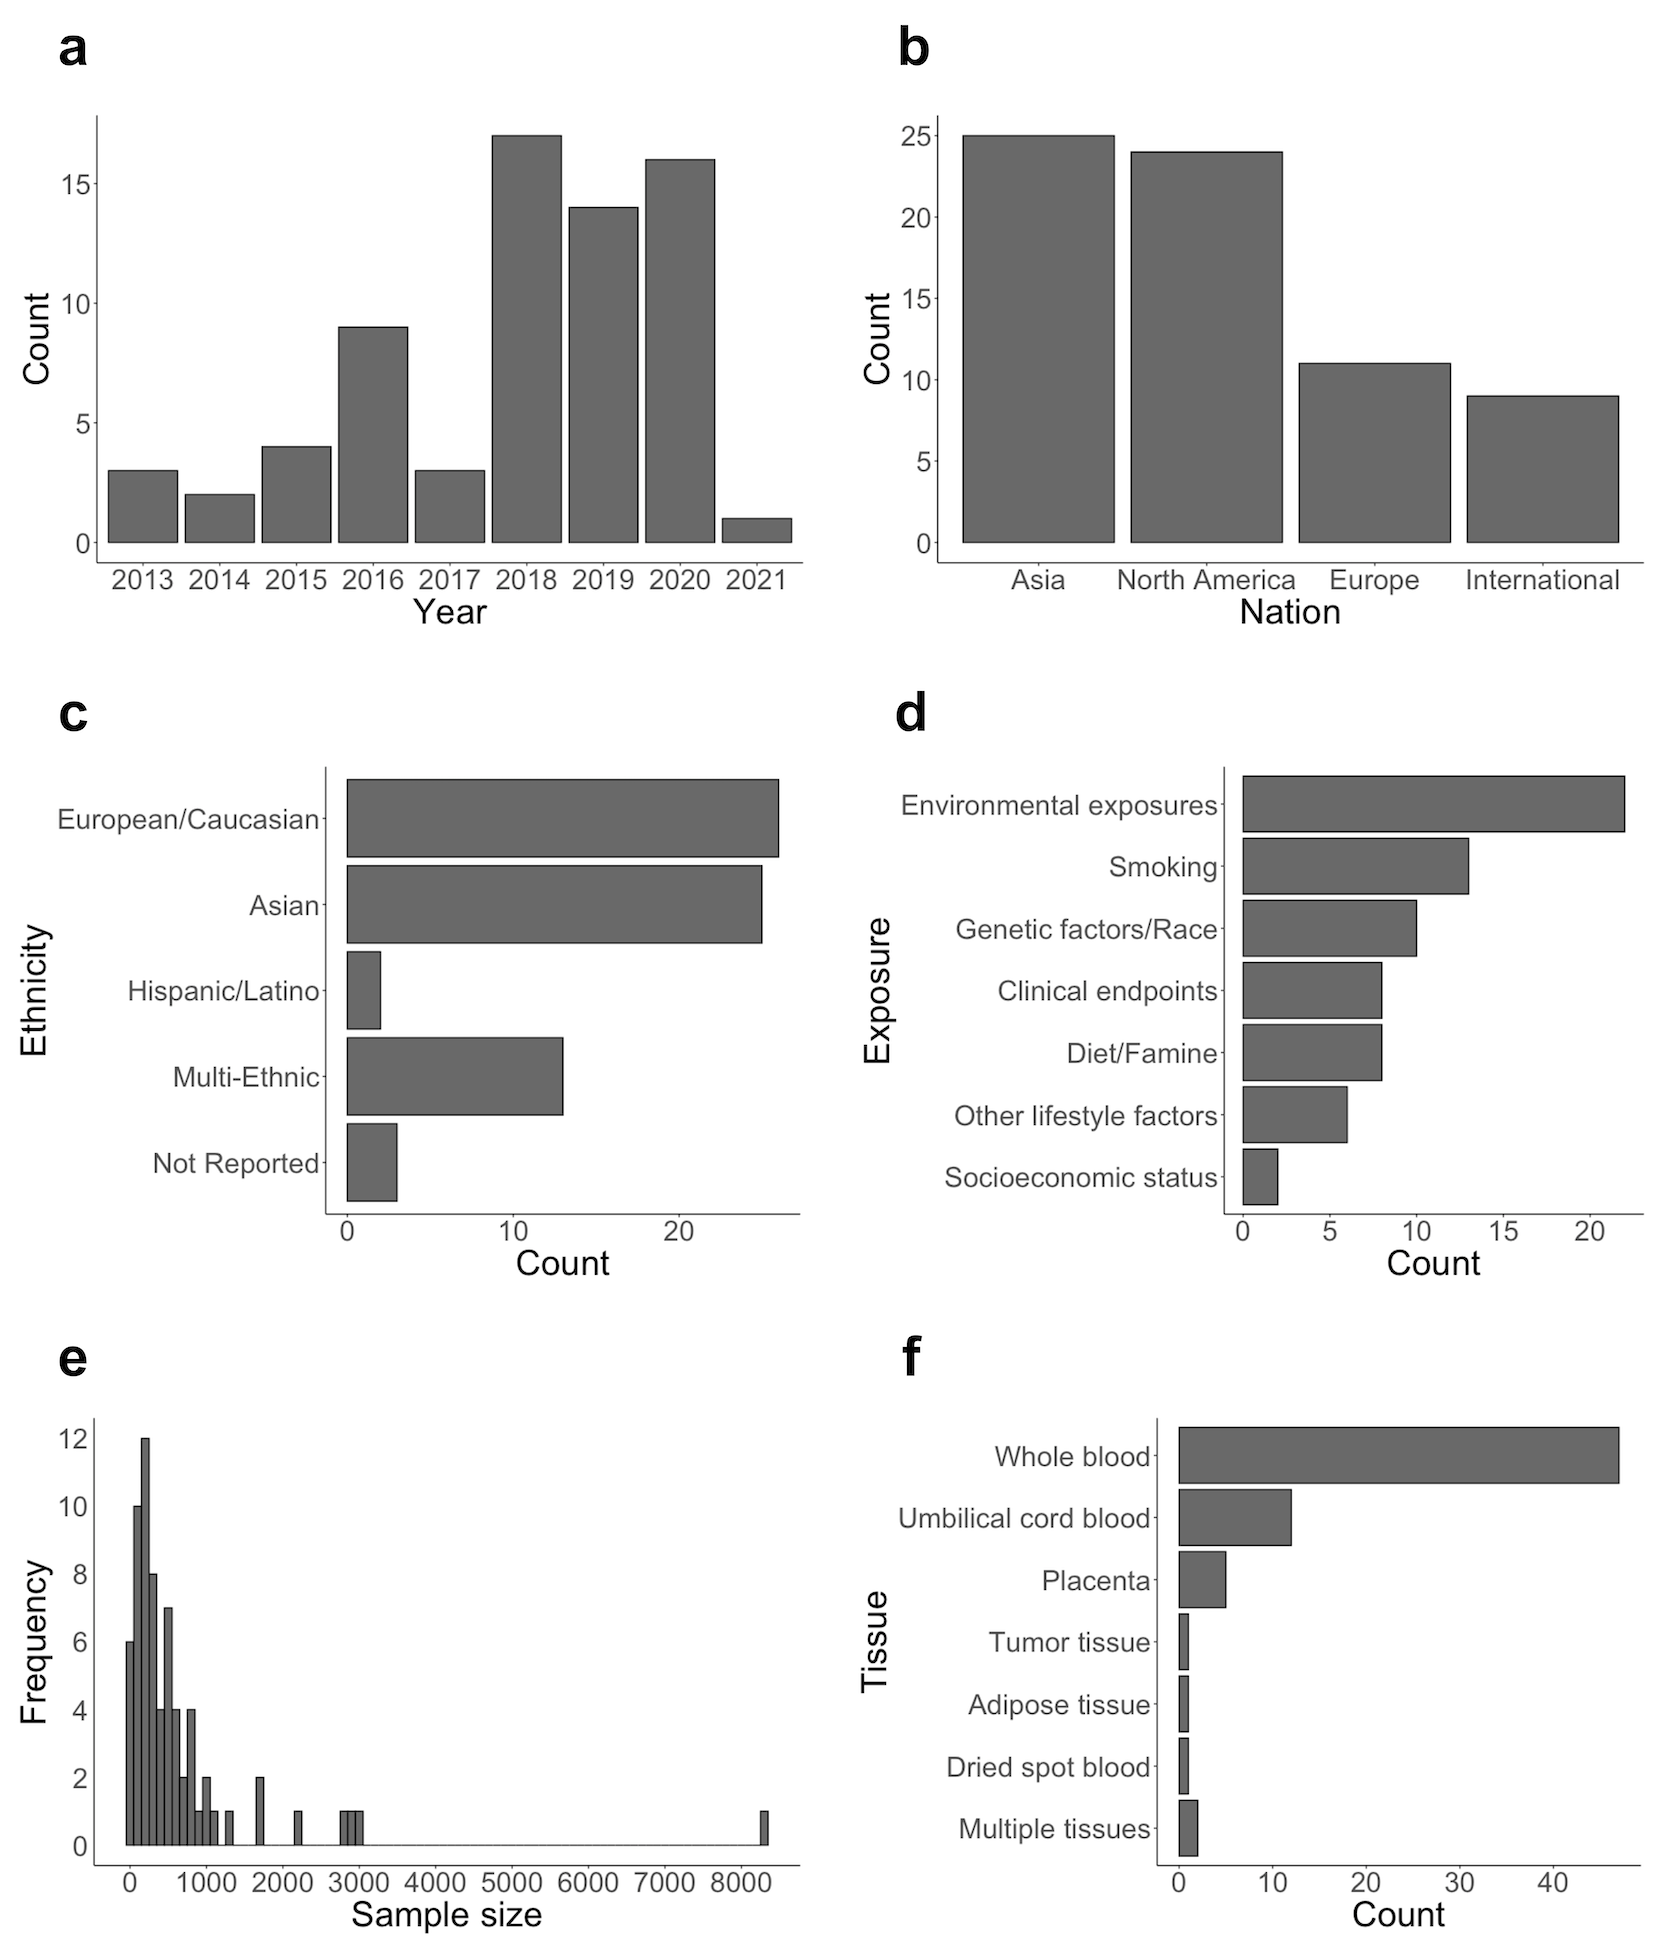 a
15
10
5
0
Count
2013 2014 2015 2016 2017 2018 2019 2020 2021
Year
b
25
20
15
10
5
0
Count
Asia North America Europe International
Nation
c
Ethnicity
European/Caucasian
Asian
Hispanic/Latino
Multi-Ethnic
Not Reported
0 10 20
Count
d
Exposure
Environmental exposures
Smoking
Genetic factors/Race
Clinical endpoints
Diet/Famine
Other lifestyle factors
Socioeconomic status
0 5 10 15 20
Count
e
12
10
8
6
4
2
0
Frequency
0 1000 2000 3000 4000 5000 6000 7000 8000
Sample size
f
Tissue
Whole blood
Umbilical cord blood
Placenta
Tumor tissue
Adipose tissue
Dried spot blood
Multiple tissues
0 10 20 30 40
Count